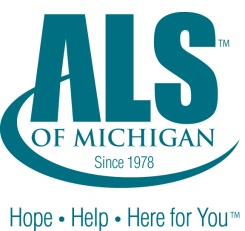 ALS™
OF MICHIGAN
Since 1978
Hope • Help • Here for You™